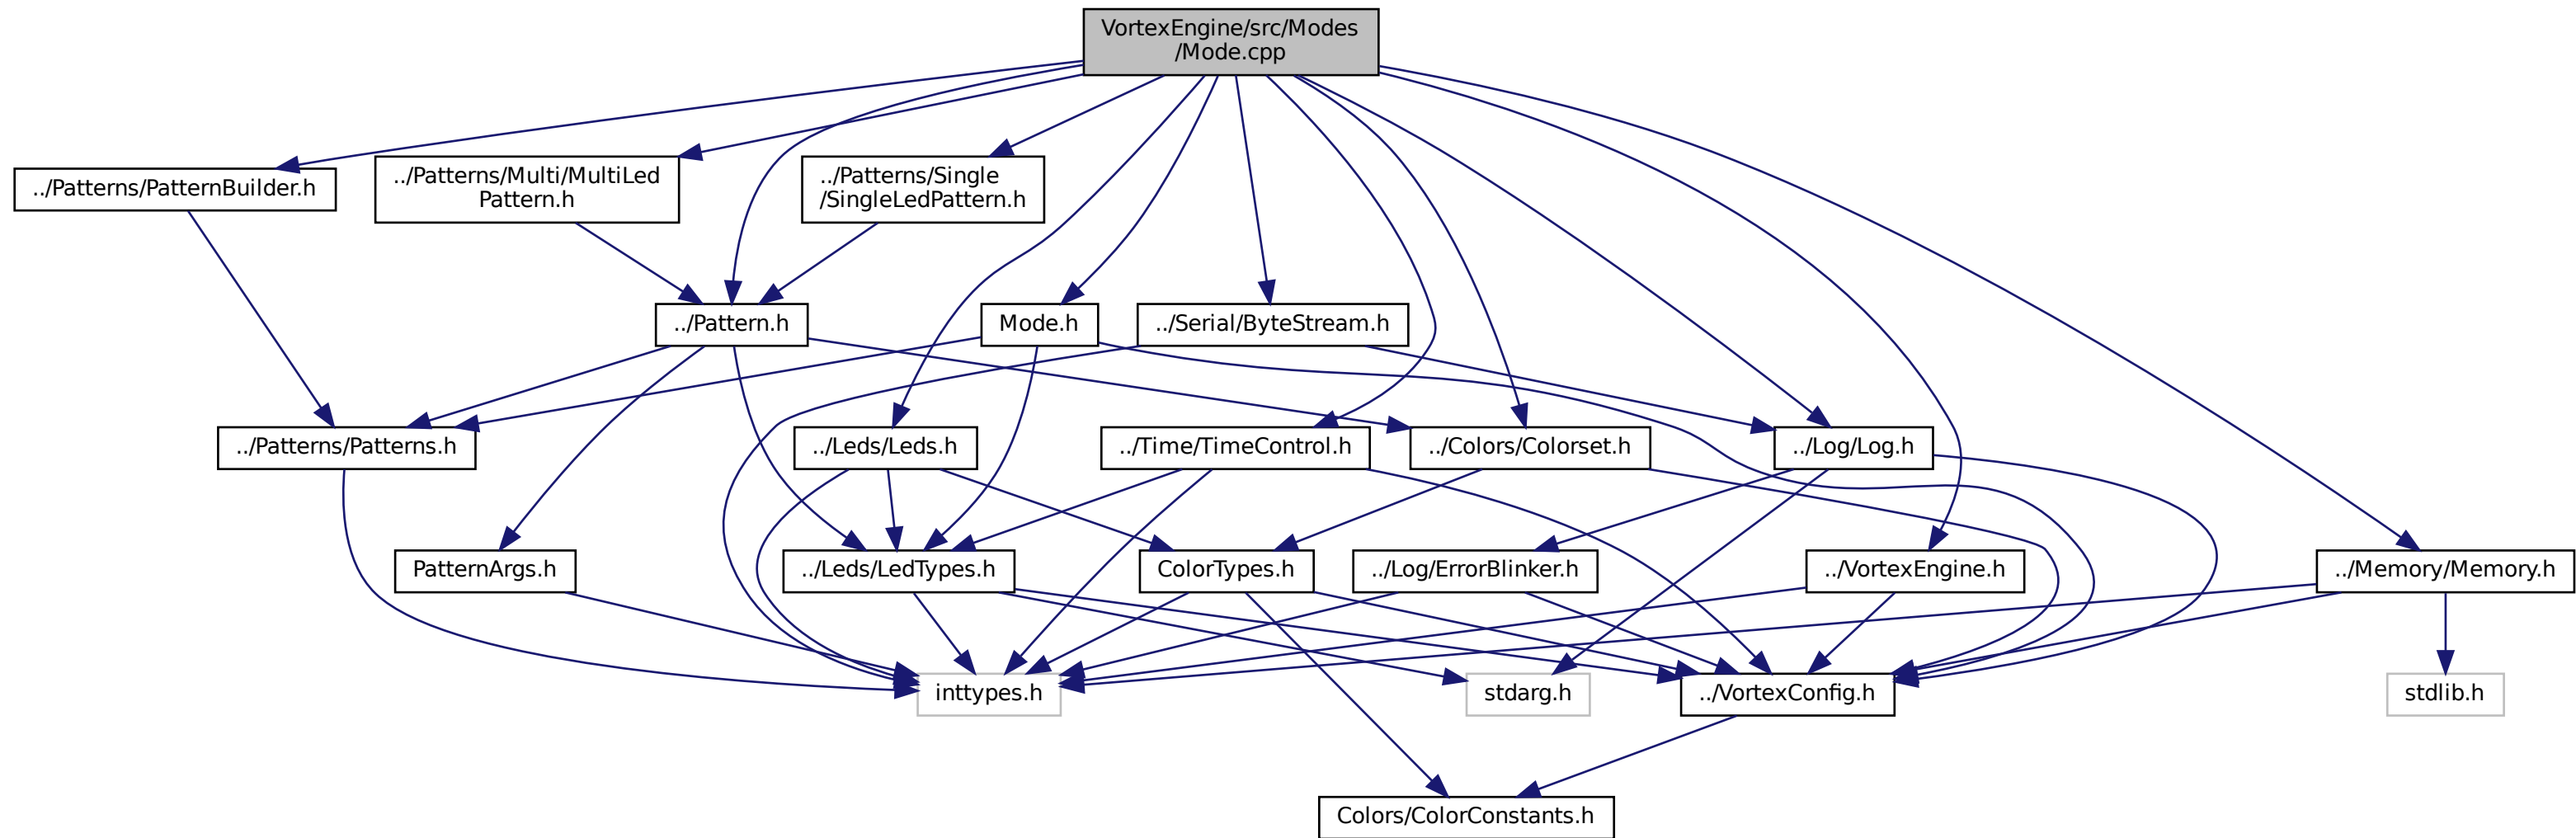 VortexEngine/src/Modes
/Mode.cpp
../Patterns/PatternBuilder.h
../Patterns/Multi/MultiLed
Pattern.h
../Patterns/Single
/SingleLedPattern.h
../Pattern.h
Mode.h
../Serial/ByteStream.h
../Patterns/Patterns.h
../Leds/Leds.h
../Time/TimeControl.h
../Colors/Colorset.h
../Log/Log.h
PatternArgs.h
../Leds/LedTypes.h
ColorTypes.h
../Log/ErrorBlinker.h
../VortexEngine.h
../Memory/Memory.h
inttypes.h
stdarg.h
../VortexConfig.h
stdlib.h
Colors/ColorConstants.h